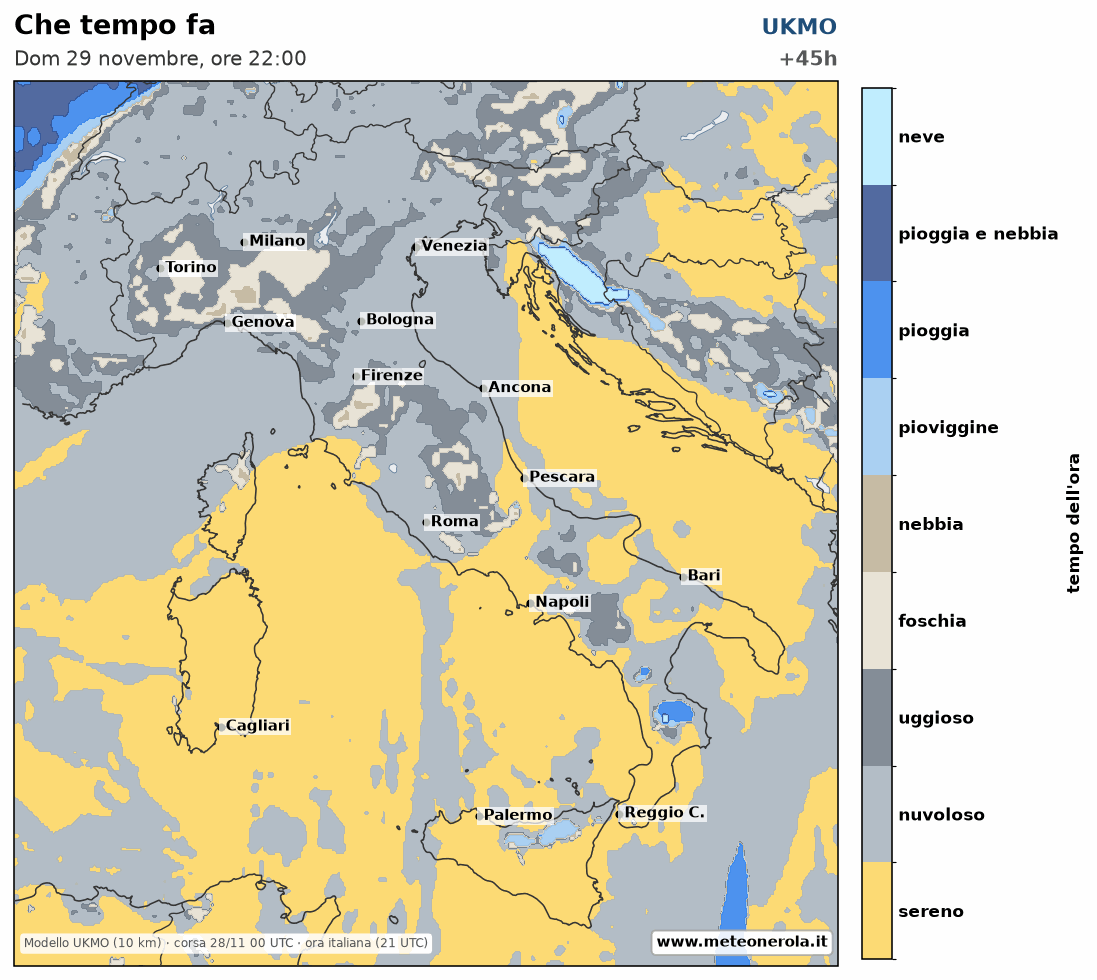 Che tempo fa
UKMO
Dom 29 novembre, ore 22:00
+45h
neve
pioggia e nebbia
pioggia
pioviggine
nebbia
foschia
uggioso
nuvoloso
sereno
tempo dell'ora
Milano
Venezia
Torino
Genova
Bologna
Firenze
Ancona
Pescara
Roma
Bari
Napoli
Cagliari
Palermo
Reggio C.
Modello UKMO (10 km) · corsa 28/11 00 UTC · ora italiana (21 UTC)
www.meteonerola.it